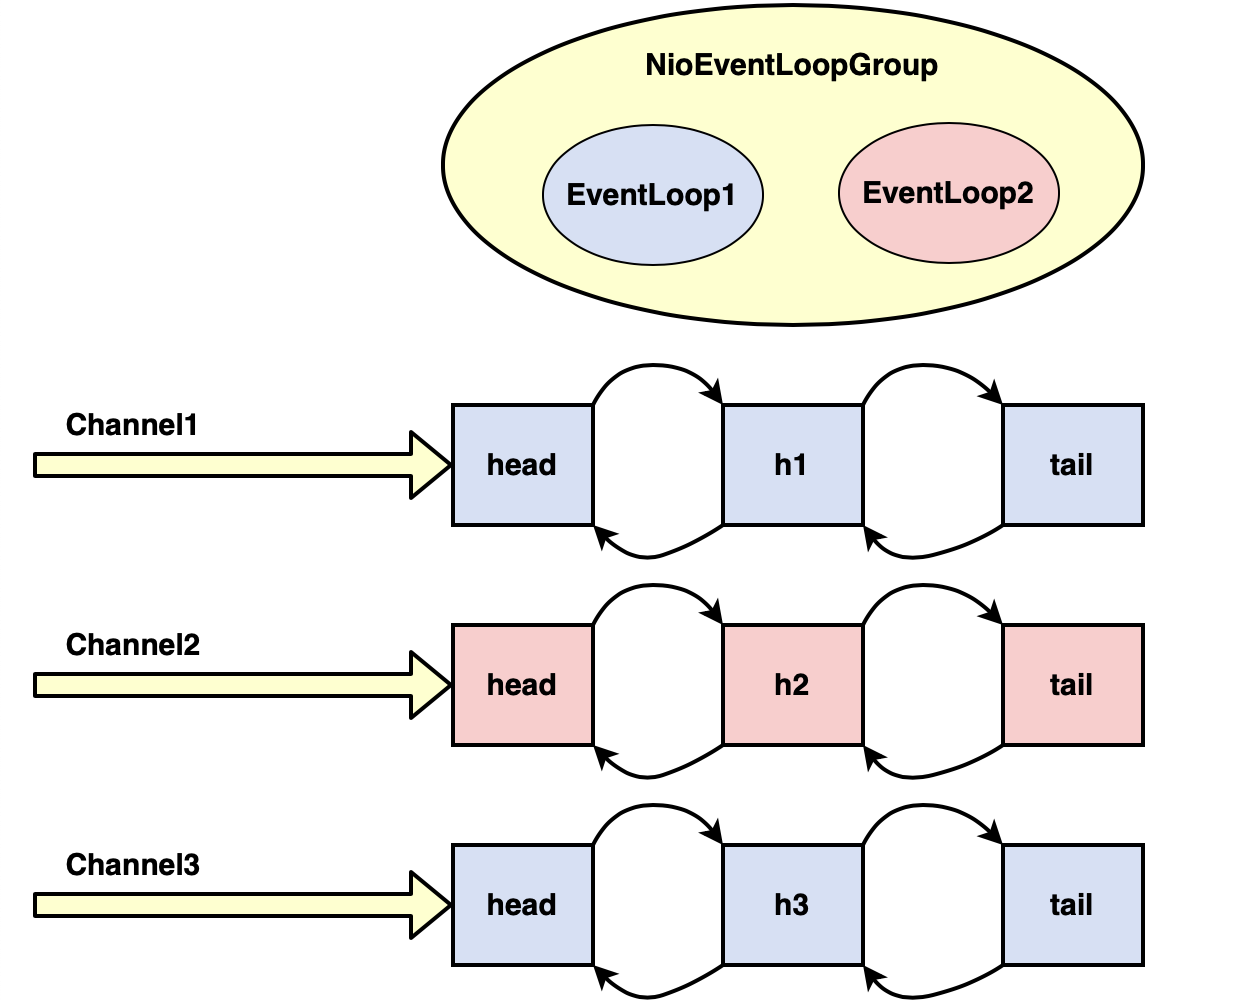 NioEventLoopGroup
EventLoop1
EventLoop2
Channel1
head
h1
tail
Channel2
head
h2
tail
Channel3
head
h3
tail